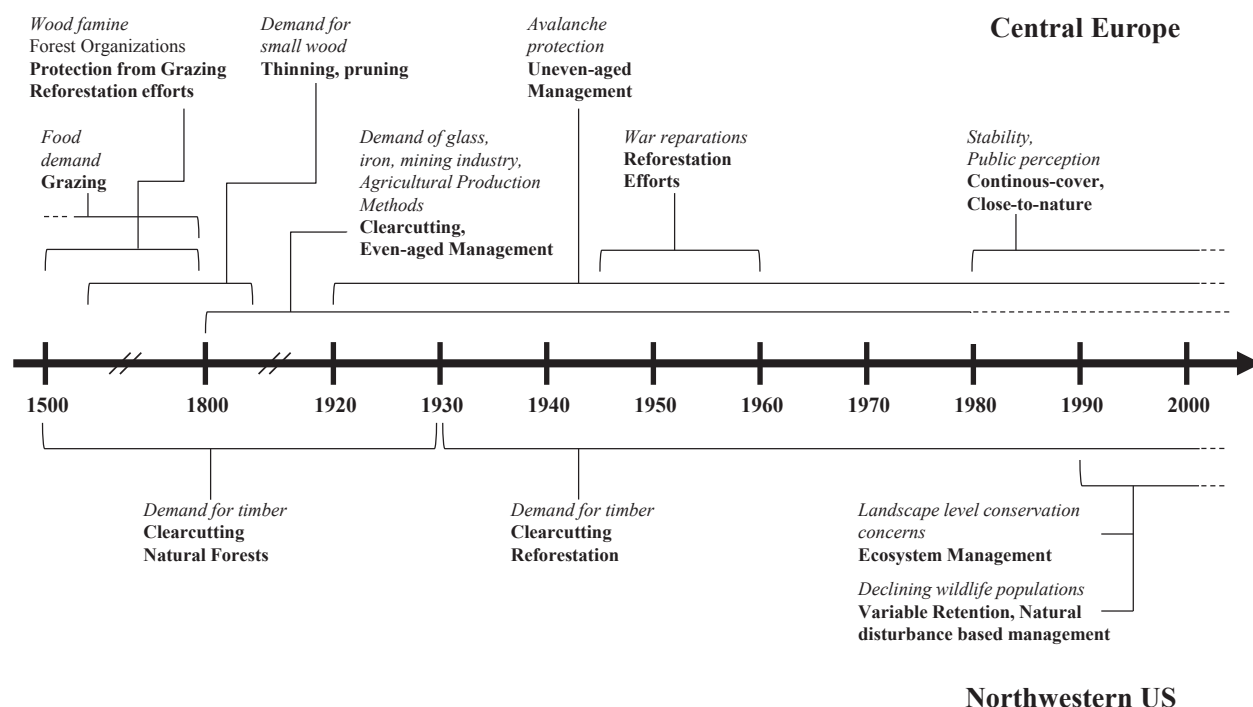 Central Europe
Wood famine
Forest Organizations
Protection from Grazing
Reforestation efforts
Demand for
small wood
Thinning, pruning
Avalanche
protection
Uneven-aged
Management
Food
demand
Grazing
Demand of glass,
iron, mining industry,
Agricultural Production
Methods
Clearcutting,
Even-aged Management
War reparations
Reforestation
Efforts
Stability,
Public perception
Continous-cover,
Close-to-nature
1500 1800 1920 1930 1940 1950 1960 1970 1980 1990 2000
Demand for timber
Clearcutting
Natural Forests
Demand for timber
Clearcutting
Reforestation
Landscape level conservation
concerns
Ecosystem Management
Declining wildlife populations
Variable Retention, Natural
disturbance based management
Northwestern US